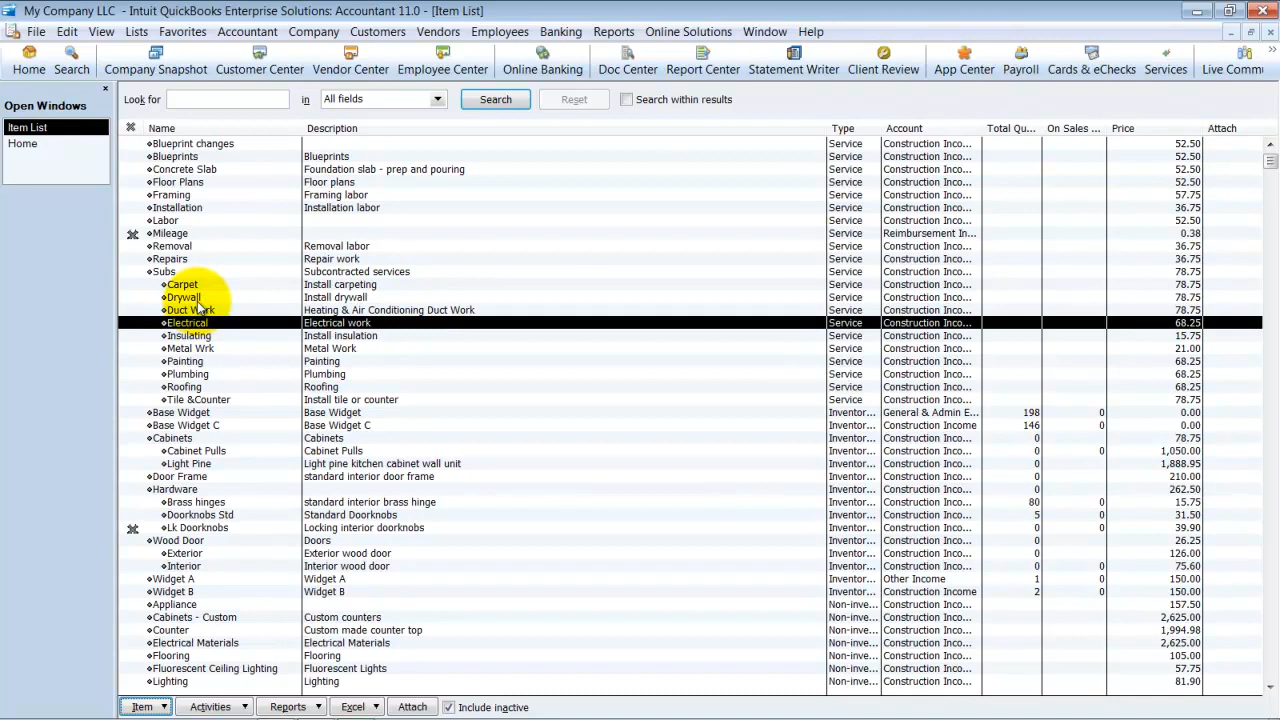 My Company LLC - Intuit QuickBooks Enterprise Solutions: Accountant 11.0 - [Item List]
File Edit View Lists Favorites Accountant Company Customers Vendors Employees Banking Reports Online Solutions Window Help
Home Search Company Snapshot Customer Center Vendor Center Employee Center Online Banking Doc Center Report Center Statement Writer Client Review App Center Payroll Cards & eChecks Services Live Commu
Open Windows
Item List
Home
Look for in All fields Search Reset Search within results
Name Description Type Account Total Qu... On Sales ... Price Attach
Blueprint changes Service Construction Inco... 52.50
Blueprints Blueprints Service Construction Inco... 52.50
Concrete Slab Foundation slab - prep and pouring Service Construction Inco... 52.50
Floor Plans Floor plans Service Construction Inco... 52.50
Framing Framing labor Service Construction Inco... 57.75
Installation Installation labor Service Construction Inco... 36.75
Labor Service Construction Inco... 52.50
Mileage Service Reimbursement In... 0.38
Removal Removal labor Service Construction Inco... 36.75
Repairs Repair work Service Construction Inco... 36.75
Subs Subcontracted services Service Construction Inco... 78.75
Carpet Install carpeting Service Construction Inco... 78.75
Drywall Install drywall Service Construction Inco... 78.75
Duct Work Heating & Air Conditioning Duct Work Service Construction Inco... 78.75
Electrical Electrical work Service Construction Inco... 68.25
Insulating Install insulation Service Construction Inco... 15.75
Metal Wrk Metal Work Service Construction Inco... 21.00
Painting Painting Service Construction Inco... 68.25
Plumbing Plumbing Service Construction Inco... 68.25
Roofing Roofing Service Construction Inco... 68.25
Tile &Counter Install tile or counter Service Construction Inco... 78.75
Base Widget Base Widget Inventor... General & Admin E... 198 0 0.00
Base Widget C Base Widget C Inventor... Construction Income 146 0 0.00
Cabinets Cabinets Inventor... Construction Inco... 0 78.75
Cabinet Pulls Cabinet Pulls Inventor... Construction Inco... 0 0 1,050.00
Light Pine Light pine kitchen cabinet wall unit Inventor... Construction Inco... 0 1,888.95
Door Frame standard interior door frame Inventor... Construction Inco... 0 210.00
Hardware Inventor... Construction Inco... 0 262.50
Brass hinges standard interior brass hinge Inventor... Construction Inco... 80 0 15.75
Doorknobs Std Standard Doorknobs Inventor... Construction Inco... 5 0 31.50
Lk Doorknobs Locking interior doorknobs Inventor... Construction Inco... 0 0 39.90
Wood Door Doors Inventor... Construction Inco... 0 26.25
Exterior Exterior wood door Inventor... Construction Inco... 0 126.00
Interior Interior wood door Inventor... Construction Inco... 0 0 75.60
Widget A Widget A Inventor... Other Income 1 0 150.00
Widget B Widget B Inventor... Construction Income 2 0 150.00
Appliance Non-inve... Construction Inco... 157.50
Cabinets - Custom Custom counters Non-inve... Construction Inco... 2,625.00
Counter Custom made counter top Non-inve... Construction Inco... 1,994.98
Electrical Materials Electrical Materials Non-inve... Construction Inco... 2,625.00
Flooring Flooring Non-inve... Construction Inco... 105.00
Fluorescent Ceiling Lighting Fluorescent Lights Non-inve... Construction Inco... 57.75
Lighting Lighting Non-inve... Construction Inco... 81.90
Item Activities Reports Excel Attach Include inactive